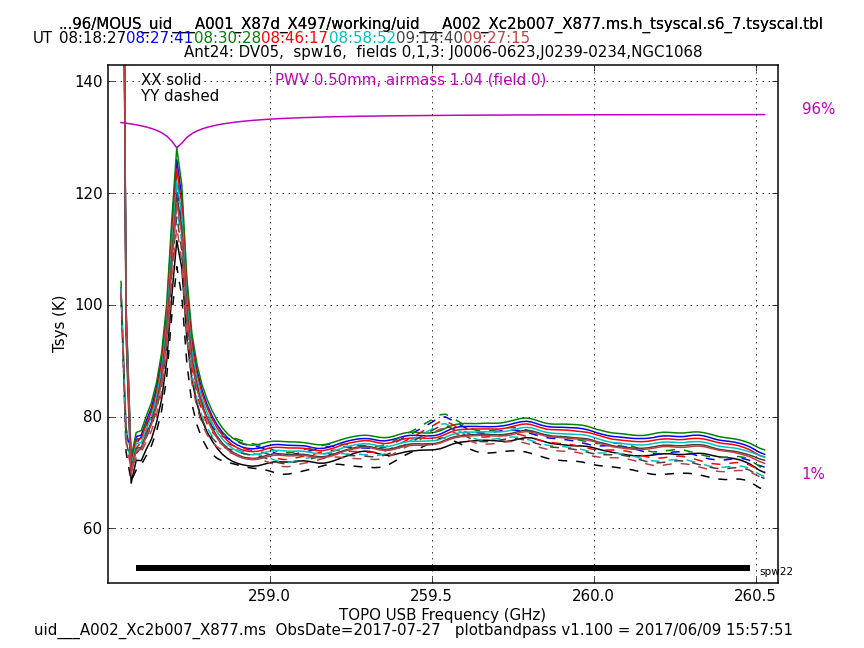 ...96/MOUS_uid___A001_X87d_X497/working/uid___A002_Xc2b007_X877.ms.h_tsyscal.s6_7.tsyscal.tbl
UT 08:18:27 08:27:41 08:30:28 08:46:17 08:58:52 09:14:40 09:27:15
Ant24: DV05, spw16, fields 0,1,3: J0006-0623,J0239-0234,NGC1068
XX solid
YY dashed
PWV 0.50mm, airmass 1.04 (field 0)
96%
1%
140
120
100
80
60
Tsys (K)
spw22
259.0 259.5 260.0 260.5
TOPO USB Frequency (GHz)
uid___A002_Xc2b007_X877.ms ObsDate=2017-07-27 plotbandpass v1.100 = 2017/06/09 15:57:51